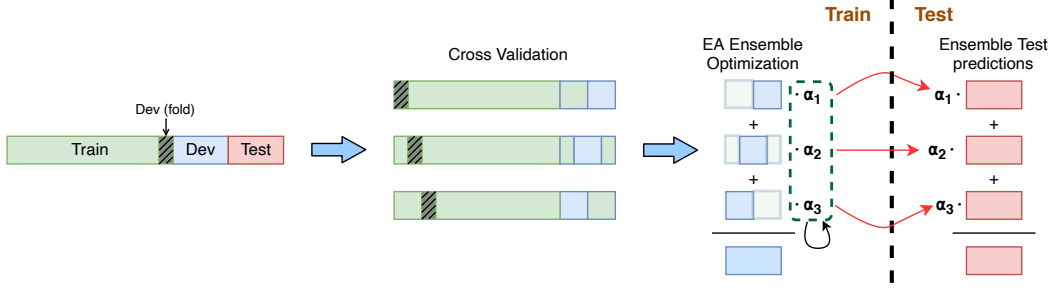 Train Test
Cross Validation
EA Ensemble
Optimization
Ensemble Test
predictions
Dev (fold)
Train Dev Test
· α1
α1 ·
+
+
· α2
α2 ·
+
+
· α3
α3 ·